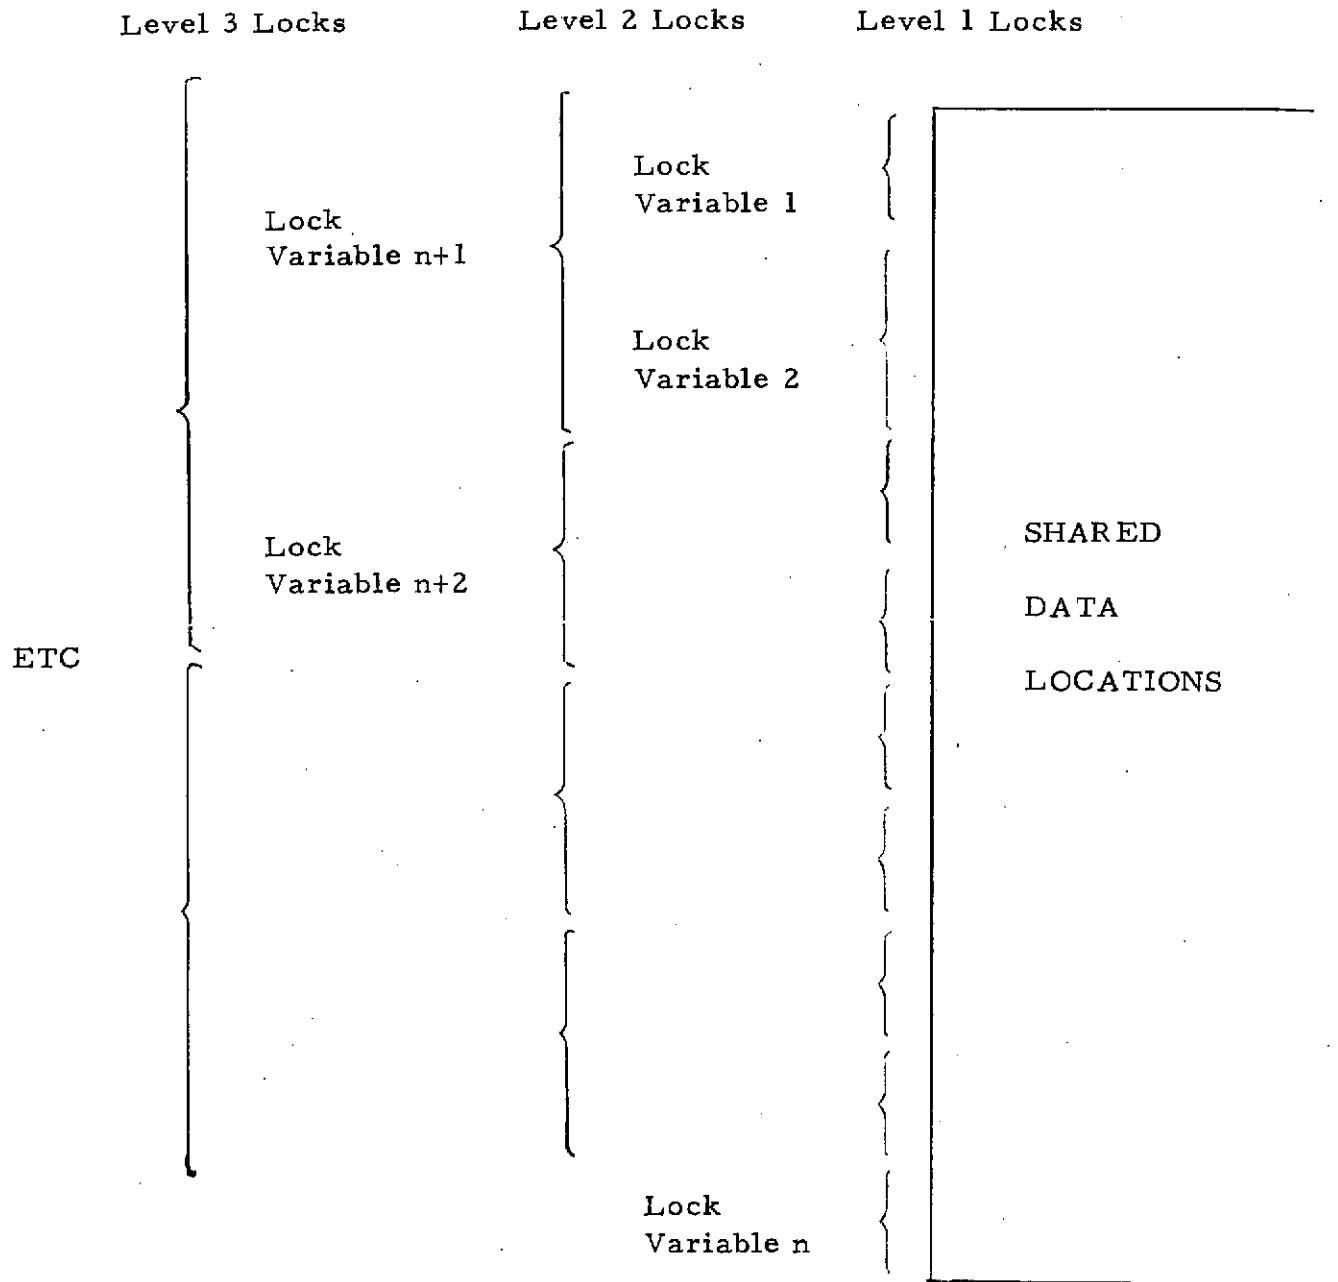 Level 3 Locks
Level 2 Locks
Level 1 Locks
Lock
Variable 1
Lock
Variable n+1
Lock
Variable 2
Lock
Variable n+2
SHARED
DATA
LOCATIONS
ETC
Lock
Variable n